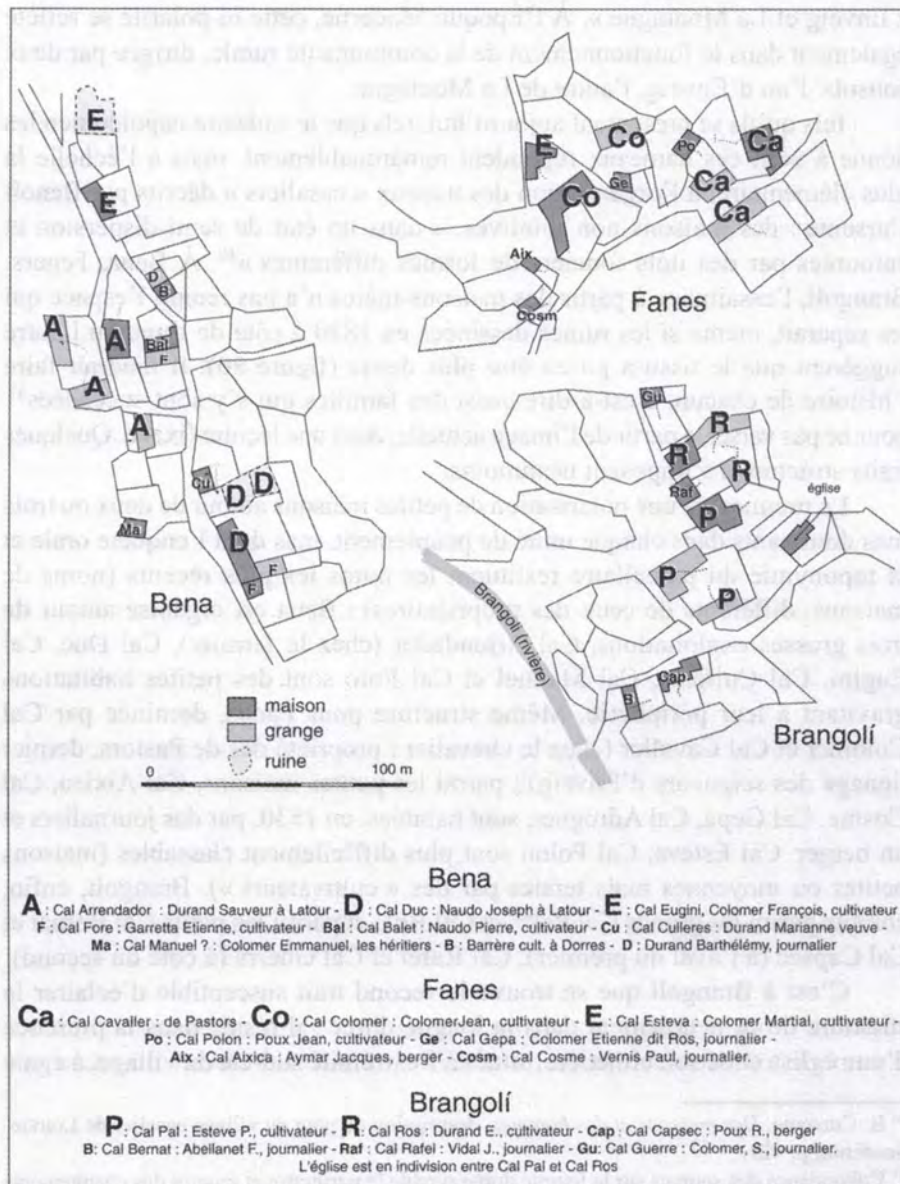 E
E
D
B
A
A
Bal
F
A
A
Cu
D
D
Ma
D
F
F
Bena
E
Co
Po
Ca
Ge
Ca
Co
Ca
Aix
Cosm
Fanes
Gu
R
R
Raf
P
église
P
P
Brangolí (rivière)
Cap
B
Brangolí
maison
grange
ruine
0 100 m
Bena
A : Cal Arrendador : Durand Sauveur à Latour - D : Cal Duc : Naudo Joseph à Latour - E : Cal Eugini, Colomer François, cultivateur
F : Cal Fore : Garretta Etienne, cultivateur - Bal : Cal Balet : Naudo Pierre, cultivateur - Cu : Cal Culleres : Durand Marianne veuve -
Ma : Cal Manuel ? : Colomer Emmanuel, les héritiers - B : Barrère cult. à Dorres - D : Durand Barthélémy, journalier
Fanes
Ca : Cal Cavaller : de Pastors - Co : Cal Colomer : ColomerJean, cultivateur - E : Cal Esteva : Colomer Martial, cultivateur -
Po : Cal Polon : Poux Jean, cultivateur - Ge : Cal Gepa : Colomer Etienne dit Ros, journalier -
Aix : Cal Aixica : Aymar Jacques, berger - Cosm : Cal Cosme : Vernis Paul, journalier.
Brangolí
P : Cal Pal : Esteve P., cultivateur - R : Cal Ros : Durand E., cultivateur - Cap : Cal Capsec : Poux R., berger
B: Cal Bernat : Abellanet F., journalier - Raf : Cal Rafel : Vidal J., journalier - Gu: Cal Guerre : Colomer, S., journalier.
L'église est en indivision entre Cal Pal et Cal Ros